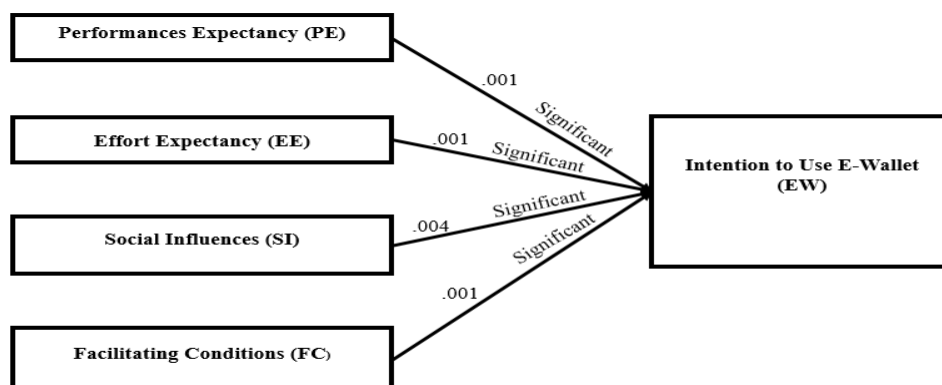 Performances Expectancy (PE)
.001
Significant
Effort Expectancy (EE)
.001
Significant
Intention to Use E-Wallet
(EW)
Social Influences (SI)
.004
Significant
.001
Significant
Facilitating Conditions (FC)